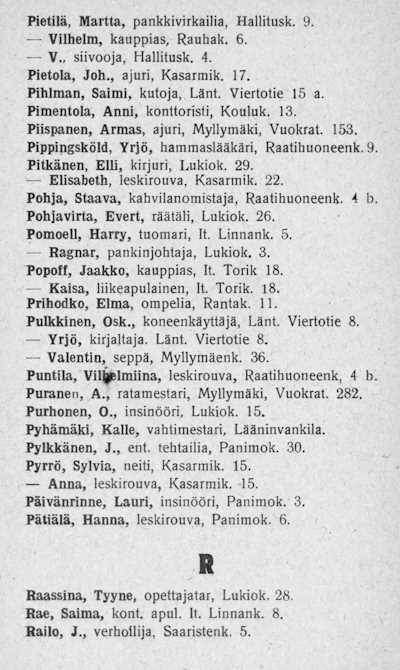 Pietilä, Martta, pankkivirkailia, Hallitusk. 9.
— Vilhelm, kauppias, Rauhak. 6.
— V., siivooja, Hallitusk. 4.
Pietola, Joh., ajuri, Kasarmik. 17.
Pihlman, Saimi, kutoja, Länt. Viertotie 15 a.
Pimentola, Anni, konttoristi, Kouluk. 13.
Piispanen, Armas, ajuri, Myllymäki, Vuokrat. 153.
Pippingsköld, Yrjö, hammaslääkäri, Raatihuoneenk. 9.
Pitkänen, Elli, kirjuri, Lukiok. 29.
— Elisabeth, leskirouva, Kasarmik. 22.
Pohja, Staava, kahvilanomistaja, Raatihuoneenk. 4 b.
Pohjavirta, Evert, räätäli, Lukiok. 26.
Pomoell, Harry, tuomari, It. Linnank. 5.
— Ragnar, pankinjohtaja, Lukiok. 3.
Popoff, Jaakko, kauppias, It. Torik 18.
— Kaisa, liikeapulainen, It. Torik. 18.
Prihodko, Elma, ompelia, Rantak. 11.
Pulkkinen, Osk., koneenkäyttäjä, Länt. Viertotie 8.
— Yrjö, kirjaltaja. Länt. Viertotie 8.
— Valentin, seppä, Myllymäenk. 36.
Puntila, Vilhelmiina, leskirouva, Raatihuoneenk, 4 b.
Puranen, A., ratamestari, Myllymäki, Vuokrat. 282.
Purhonen, O., insinööri, Lukiok. 15.
Pyhämäki, Kalle, vahtimestari, Lääninvankila.
Pylkkänen, J., ent. tehtailia, Panimok. 30.
Pyrrö, Sylvia, neiti, Kasarmik. 15.
— Anna, leskirouva, Kasarmik. 15.
Päivänrinne, Lauri, insinööri, Panimok. 3.
Pätiälä, Hanna, leskirouva, Panimok. 6.
R
Raassina, Tyyne, opettajatar, Lukiok. 28.
Rae, Saima, kont. apul. It. Linnank. 8.
Railo, J., verhoilija, Saaristenk. 5.